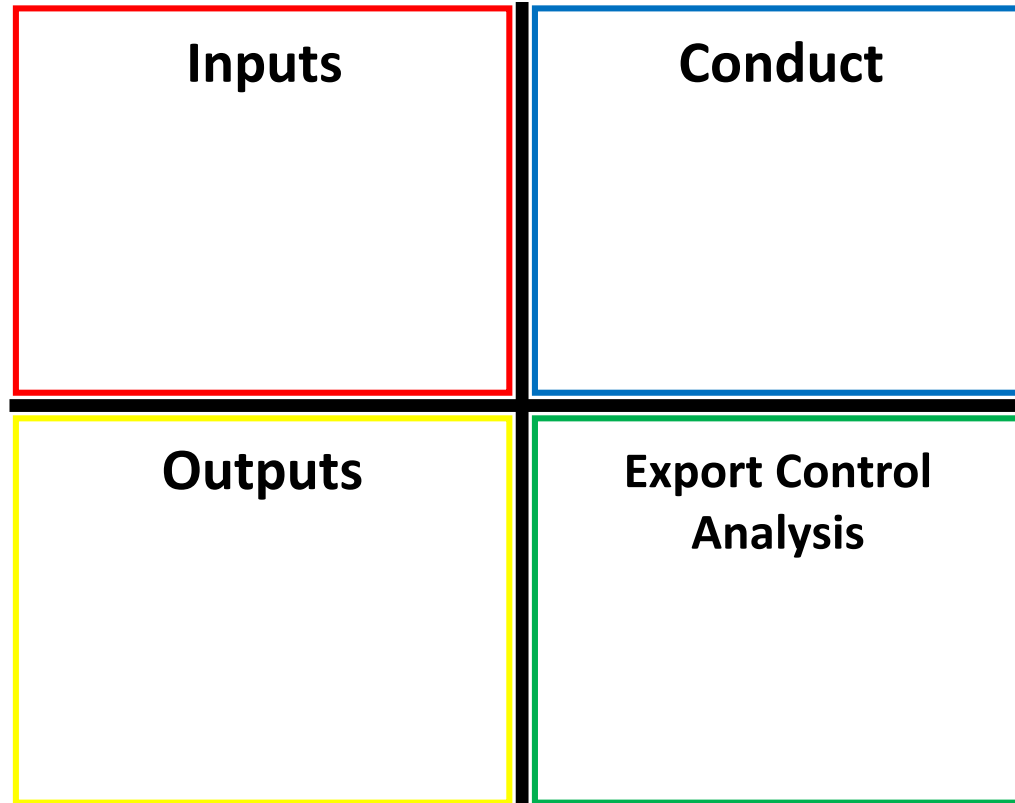 Inputs
Conduct
Outputs
Export Control
Analysis